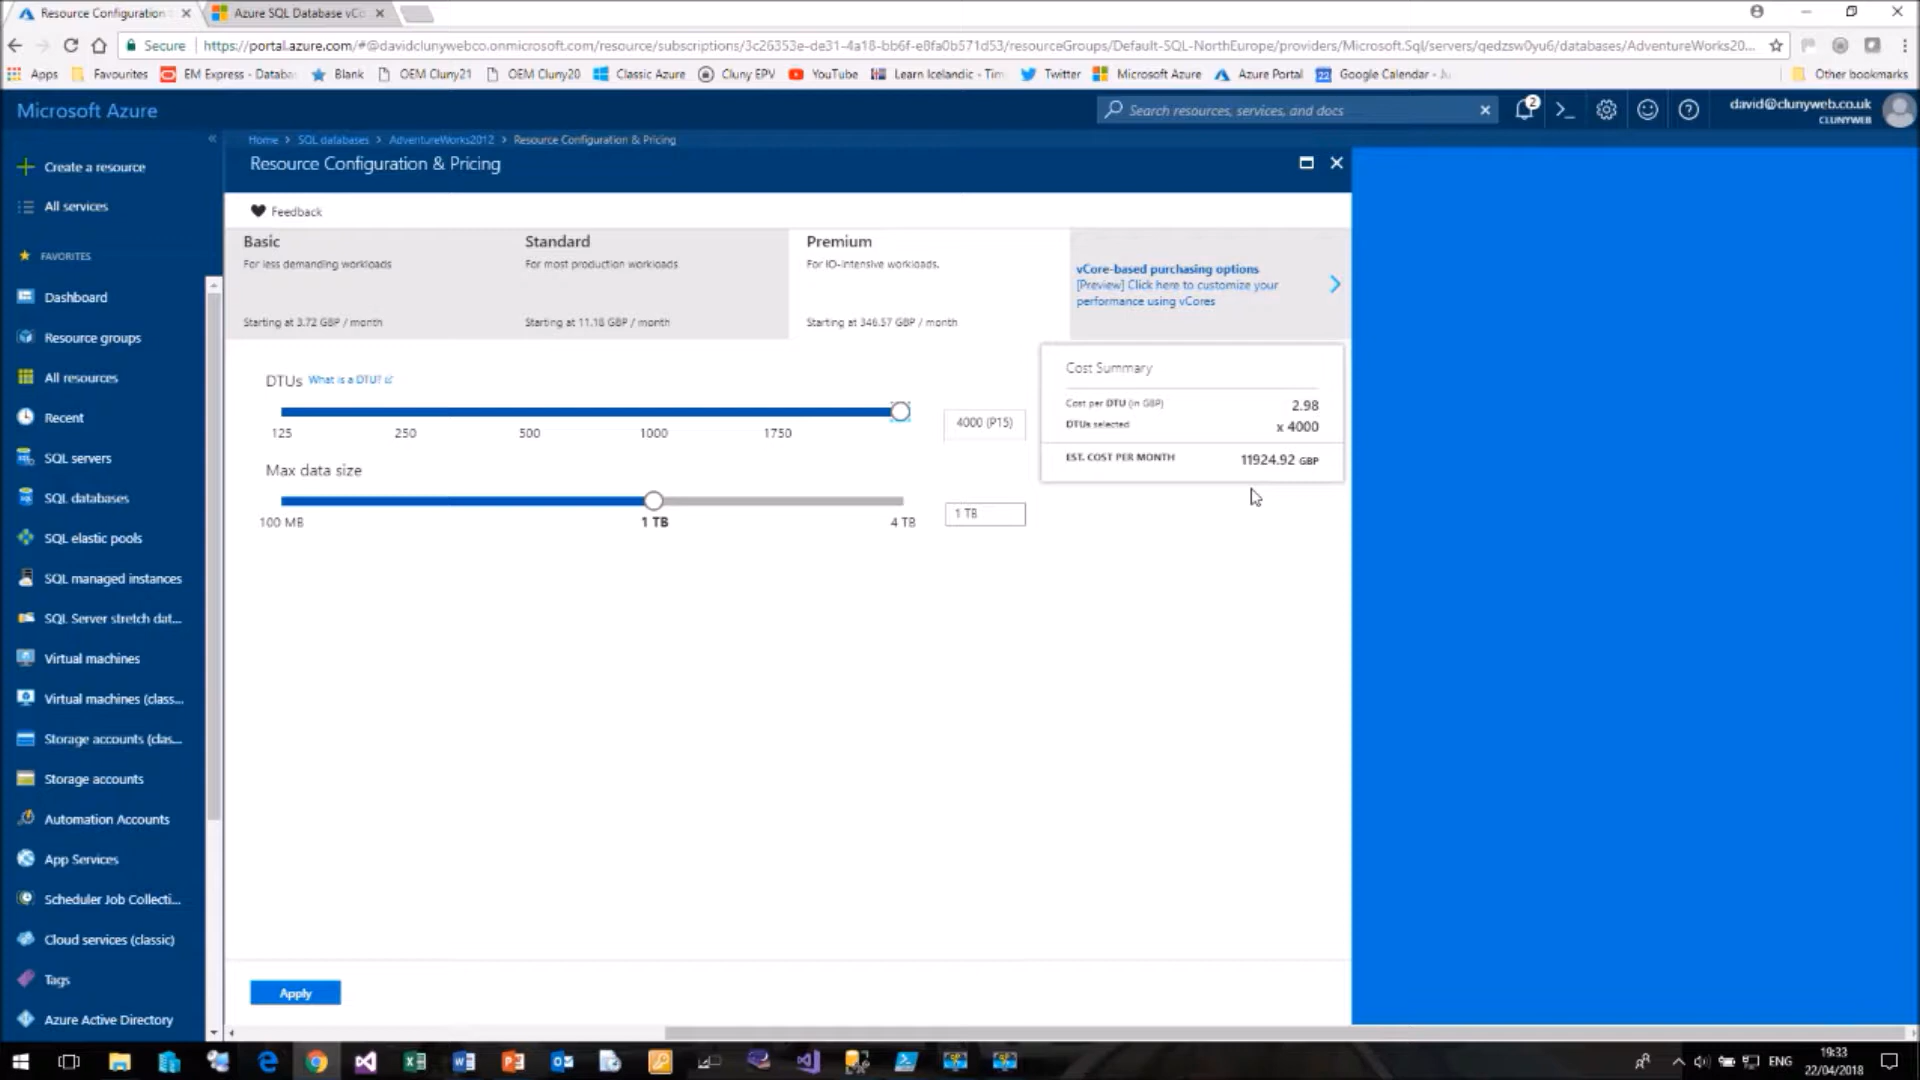 Resource Configuration
Azure SQL Database vCo
Secure
https://portal.azure.com/#@davidclunywebco.onmicrosoft.com/resource/subscriptions/3c26353e-de31-4a18-bb6f-e8fa0b571d53/resourceGroups/Default-SQL-NorthEurope/providers/Microsoft.Sql/servers/qedzsw0yu6/databases/AdventureWorks20...
Apps
Favourites
EM Express - Databa
Blank
OEM Cluny21
OEM Cluny20
Classic Azure
Cluny EPV
YouTube
Learn Icelandic - Tim
Twitter
Microsoft Azure
Azure Portal
22
Google Calendar - Ju
Other bookmarks
Microsoft Azure
Search resources, services, and docs
2
david@clunyweb.co.uk
CLUNYWEB
Home > SQL databases > AdventureWorks2012 > Resource Configuration & Pricing
Resource Configuration & Pricing
Create a resource
All services
FAVORITES
Dashboard
Resource groups
All resources
Recent
SQL servers
SQL databases
SQL elastic pools
SQL managed instances
SQL Server stretch dat...
Virtual machines
Virtual machines (class...
Storage accounts (clas...
Storage accounts
Automation Accounts
App Services
Scheduler Job Collecti...
Cloud services (classic)
Tags
Azure Active Directory
Feedback
Basic
For less demanding workloads
Starting at 3.72 GBP / month
Standard
For most production workloads
Starting at 11.18 GBP / month
Premium
For IO-intensive workloads.
Starting at 346.57 GBP / month
vCore-based purchasing options
[Preview] Click here to customize your
performance using vCores
DTUs What is a DTU?
125 250 500 1000 1750
4000 (P15)
Max data size
100 MB 1 TB 4 TB
1 TB
Cost Summary
Cost per DTU (in GBP) 2.98
DTUs selected x 4000
EST. COST PER MONTH 11924.92 GBP
Apply
ENG
19:33
22/04/2018